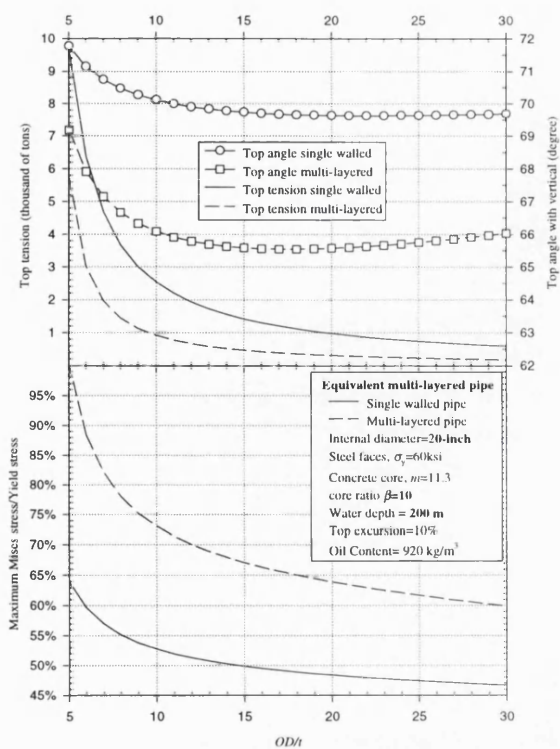 5 10 15 20 25 30
10 72
9 71
8 70
7 69
6 68
5 67
4 66
3 65
2 64
1 63
62
Top tension (thousand of tons)
Top angle with vertical (degree)
Top angle single walled
Top angle multi-layered
Top tension single walled
Top tension multi-layered
95%
90%
85%
80%
75%
70%
65%
60%
55%
50%
45%
Maximum Mises stress/Yield stress
Equivalent multi-layered pipe
Single walled pipe
Multi-layered pipe
Internal diameter=20-inch
Steel faces, σy=60ksi
Concrete core, m=11.3
core ratio β=10
Water depth = 200 m
Top excursion=10%
Oil Content= 920 kg/m³
5 10 15 20 25 30
OD/t